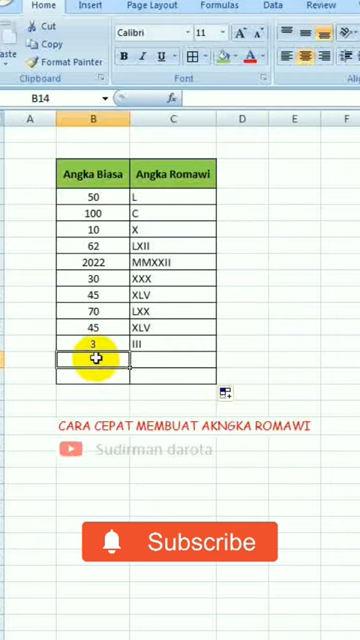 Home Insert Page Layout Formulas Data Review
Cut
Copy
Format Painter
Clipboard
Calibri 11 A A
B I U A
Font
B14 fx
A B C D E F
Angka Biasa Angka Romawi
50 L
100 C
10 X
62 LXII
2022 MMXXII
30 XXX
45 XLV
70 LXX
45 XLV
3 III
CARA CEPAT MEMBUAT AKNGKA ROMAWI
Sudirman darota
Subscribe